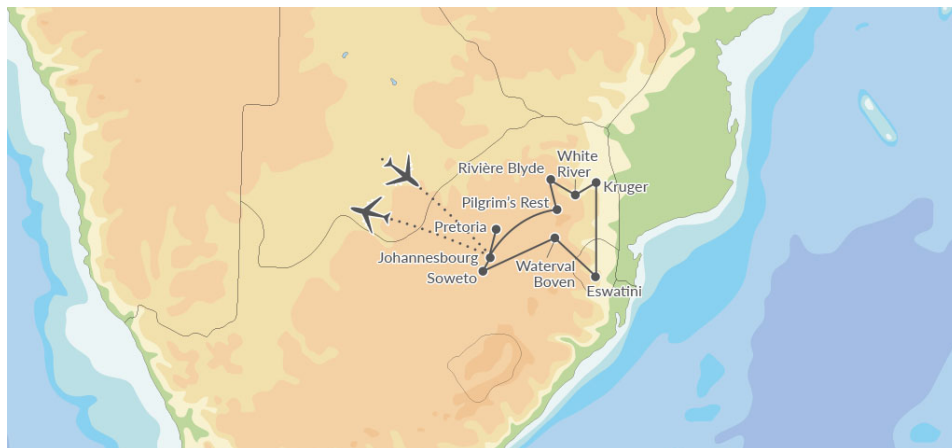 White
River
Rivière Blyde
Kruger
Pilgrim's Rest
Pretoria
Johannesbourg
Waterval
Boven
Soweto
Eswatini